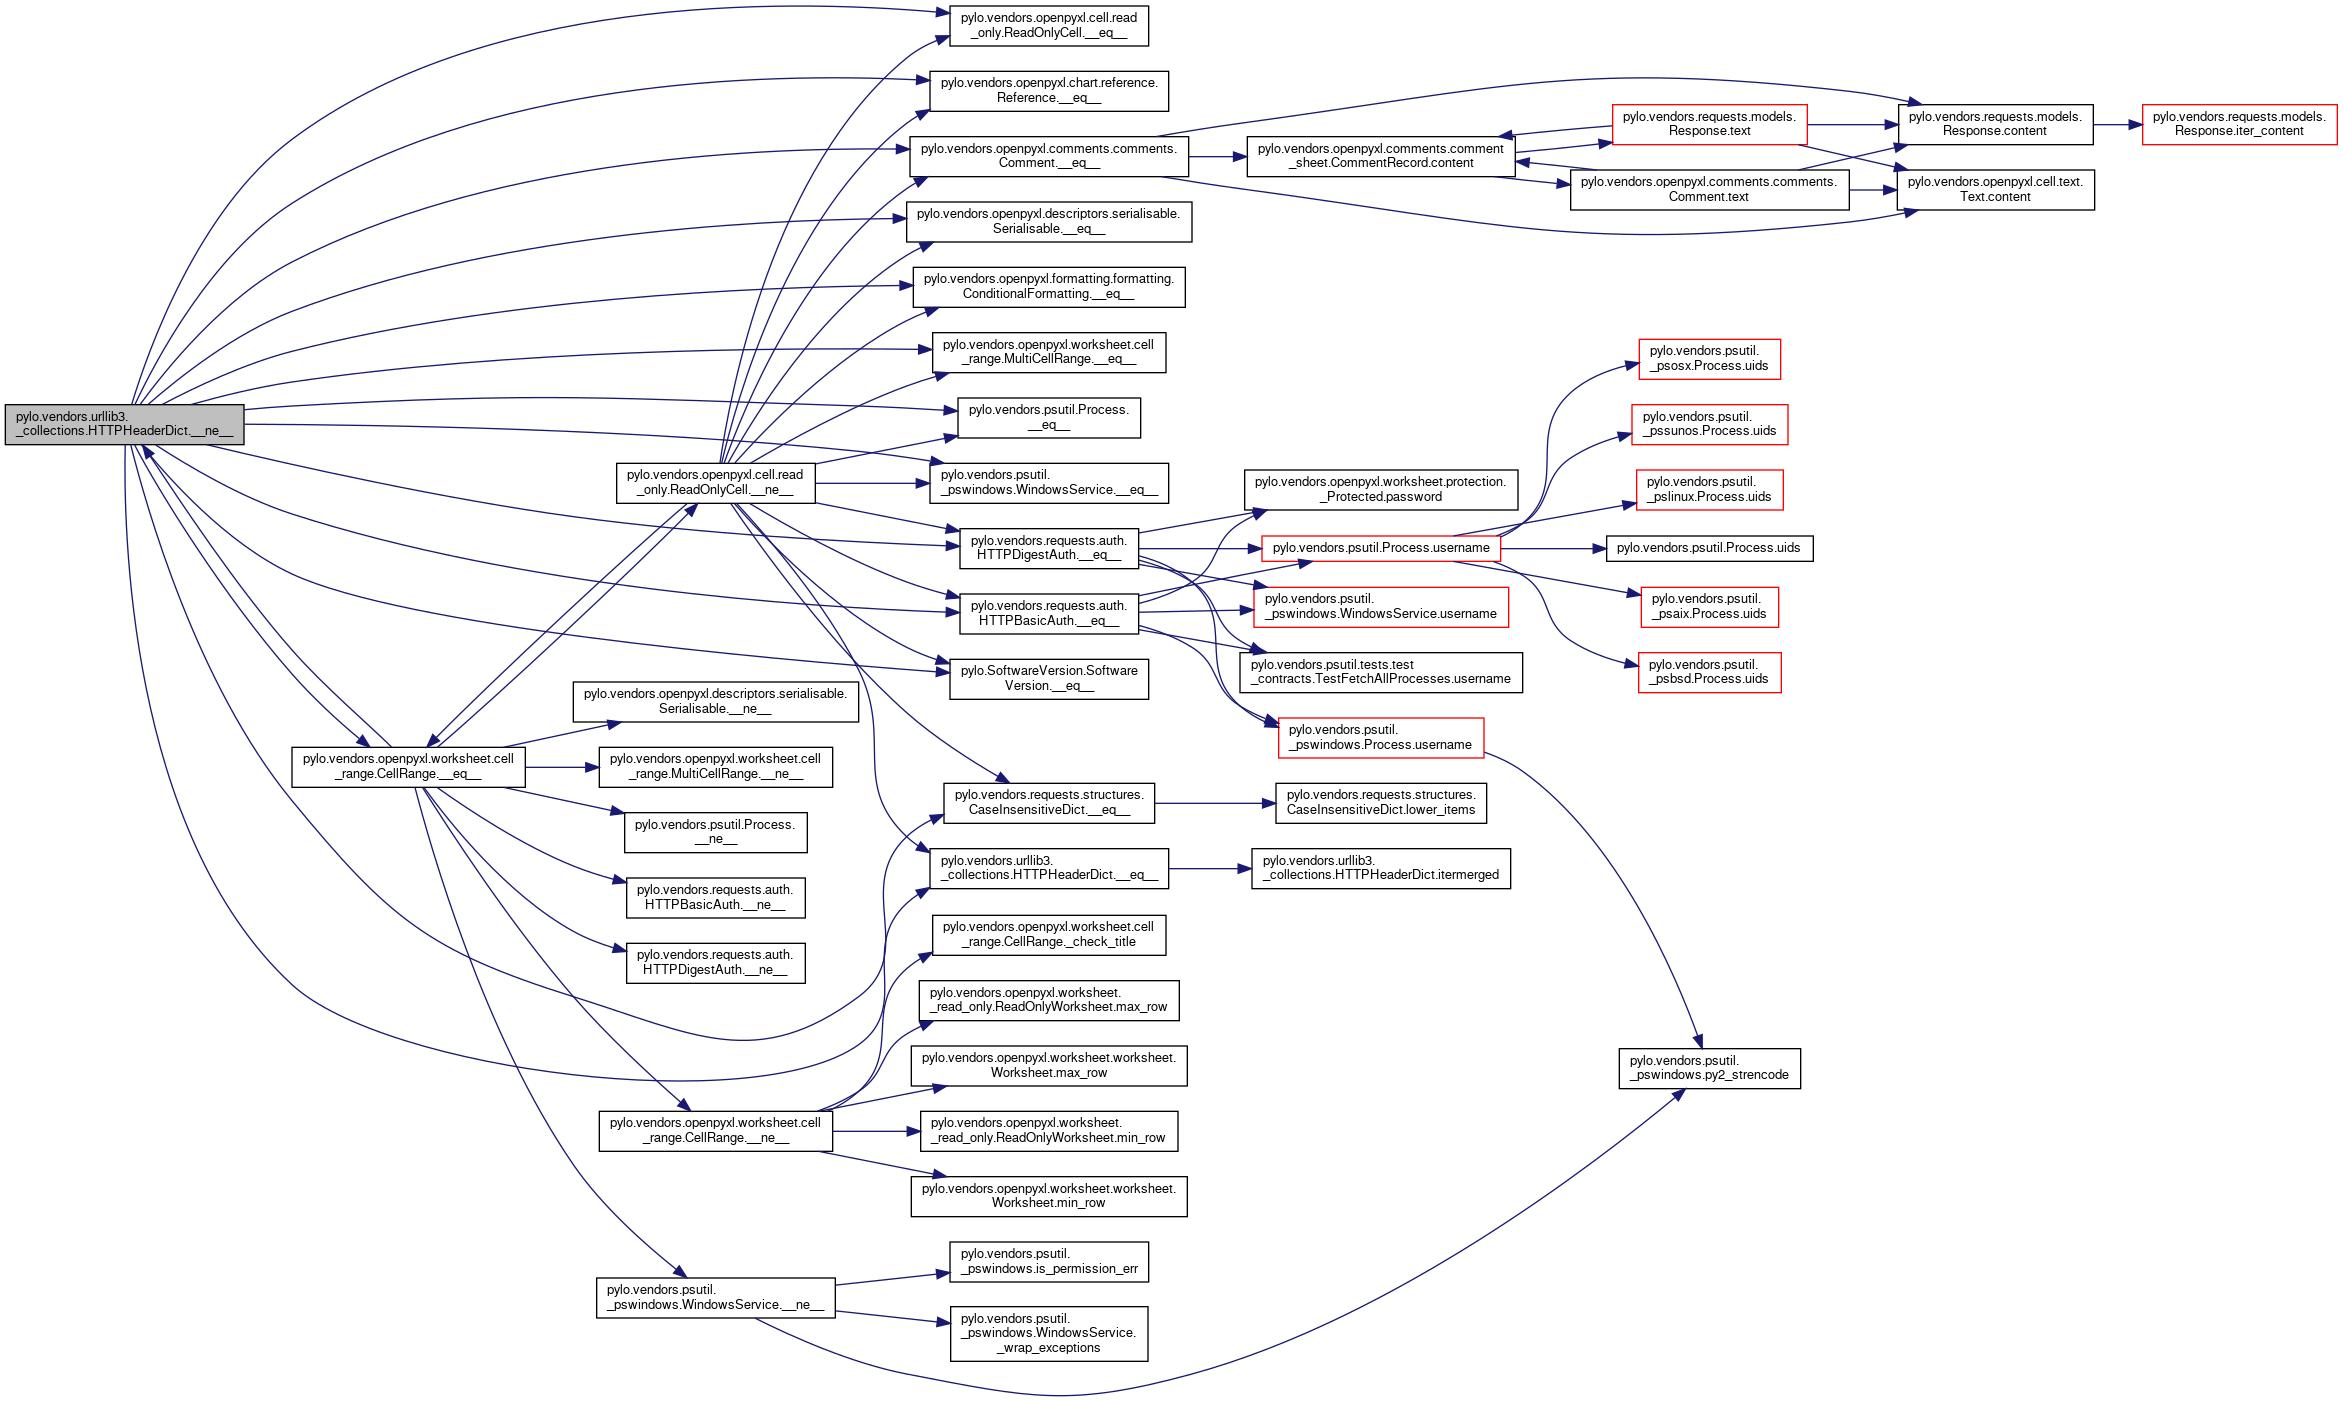 pylo.vendors.urllib3.
_collections.HTTPHeaderDict.__ne__
pylo.vendors.openpyxl.worksheet.cell
_range.CellRange.__eq__
pylo.vendors.openpyxl.cell.read
_only.ReadOnlyCell.__ne__
pylo.vendors.openpyxl.descriptors.serialisable.
Serialisable.__ne__
pylo.vendors.openpyxl.worksheet.cell
_range.MultiCellRange.__ne__
pylo.vendors.psutil.Process.
__ne__
pylo.vendors.requests.auth.
HTTPBasicAuth.__ne__
pylo.vendors.requests.auth.
HTTPDigestAuth.__ne__
pylo.vendors.openpyxl.worksheet.cell
_range.CellRange.__ne__
pylo.vendors.psutil.
_pswindows.WindowsService.__ne__
pylo.vendors.openpyxl.cell.read
_only.ReadOnlyCell.__eq__
pylo.vendors.openpyxl.chart.reference.
Reference.__eq__
pylo.vendors.openpyxl.comments.comments.
Comment.__eq__
pylo.vendors.openpyxl.descriptors.serialisable.
Serialisable.__eq__
pylo.vendors.openpyxl.formatting.formatting.
ConditionalFormatting.__eq__
pylo.vendors.openpyxl.worksheet.cell
_range.MultiCellRange.__eq__
pylo.vendors.psutil.Process.
__eq__
pylo.vendors.psutil.
_pswindows.WindowsService.__eq__
pylo.vendors.requests.auth.
HTTPDigestAuth.__eq__
pylo.vendors.requests.auth.
HTTPBasicAuth.__eq__
pylo.SoftwareVersion.Software
Version.__eq__
pylo.vendors.requests.structures.
CaseInsensitiveDict.__eq__
pylo.vendors.urllib3.
_collections.HTTPHeaderDict.__eq__
pylo.vendors.openpyxl.worksheet.cell
_range.CellRange._check_title
pylo.vendors.openpyxl.worksheet.
_read_only.ReadOnlyWorksheet.max_row
pylo.vendors.openpyxl.worksheet.worksheet.
Worksheet.max_row
pylo.vendors.openpyxl.worksheet.
_read_only.ReadOnlyWorksheet.min_row
pylo.vendors.openpyxl.worksheet.worksheet.
Worksheet.min_row
pylo.vendors.psutil.
_pswindows.is_permission_err
pylo.vendors.psutil.
_pswindows.WindowsService.
_wrap_exceptions
pylo.vendors.openpyxl.comments.comment
_sheet.CommentRecord.content
pylo.vendors.openpyxl.worksheet.protection.
_Protected.password
pylo.vendors.psutil.Process.username
pylo.vendors.psutil.
_pswindows.WindowsService.username
pylo.vendors.psutil.tests.test
_contracts.TestFetchAllProcesses.username
pylo.vendors.psutil.
_pswindows.Process.username
pylo.vendors.requests.structures.
CaseInsensitiveDict.lower_items
pylo.vendors.urllib3.
_collections.HTTPHeaderDict.itermerged
pylo.vendors.requests.models.
Response.text
pylo.vendors.openpyxl.comments.comments.
Comment.text
pylo.vendors.psutil.
_psosx.Process.uids
pylo.vendors.psutil.
_pssunos.Process.uids
pylo.vendors.psutil.
_pslinux.Process.uids
pylo.vendors.psutil.Process.uids
pylo.vendors.psutil.
_psaix.Process.uids
pylo.vendors.psutil.
_psbsd.Process.uids
pylo.vendors.psutil.
_pswindows.py2_strencode
pylo.vendors.requests.models.
Response.content
pylo.vendors.openpyxl.cell.text.
Text.content
pylo.vendors.requests.models.
Response.iter_content